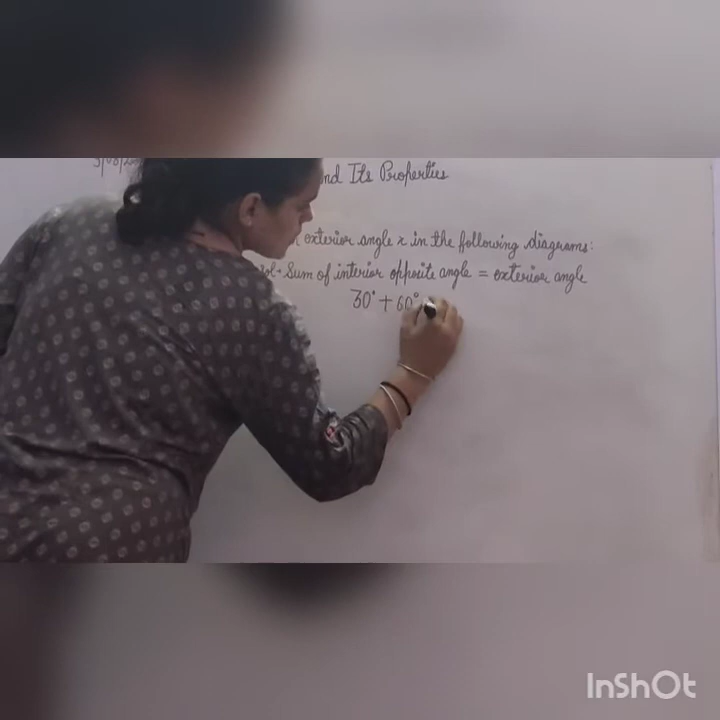 nd Its Properties
exterior angle x in the following diagrams:
Sol- Sum of interior opposite angle = exterior angle
30° + 60°
InShOt